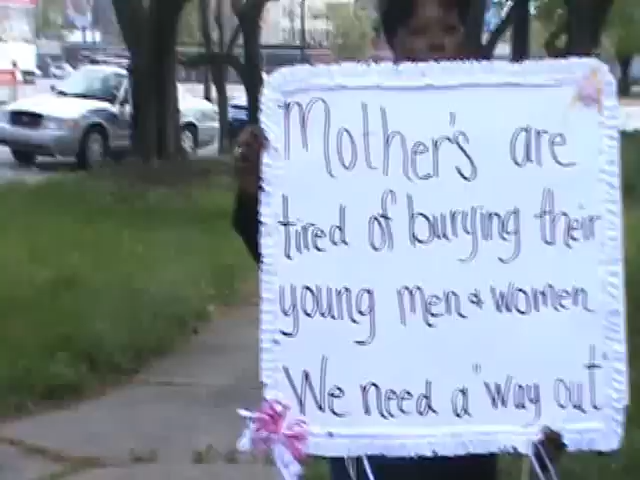 Mother's are
tired of burying their
young men & women
We need a "way out"